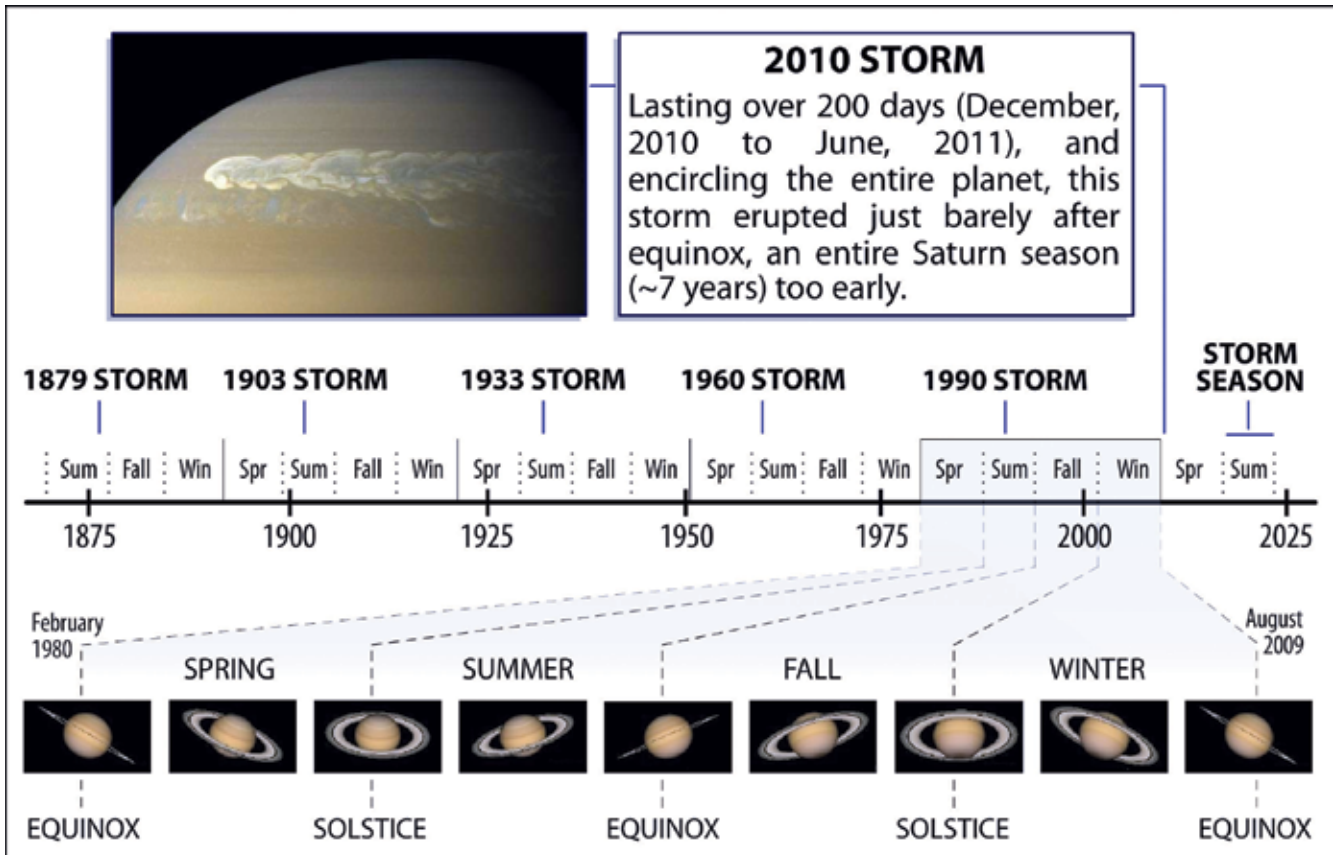 2010 STORM
Lasting over 200 days (December,
2010 to June, 2011), and
encircling the entire planet, this
storm erupted just barely after
equinox, an entire Saturn season
(~7 years) too early.
1879 STORM 1903 STORM 1933 STORM 1960 STORM 1990 STORM STORM
SEASON
Sum Fall Win Spr Sum Fall Win Spr Sum Fall Win Spr Sum Fall Win Spr Sum Fall Win Spr Sum
1875 1900 1925 1950 1975 2000 2025
February
1980
August
2009
SPRING SUMMER FALL WINTER
EQUINOX SOLSTICE EQUINOX SOLSTICE EQUINOX